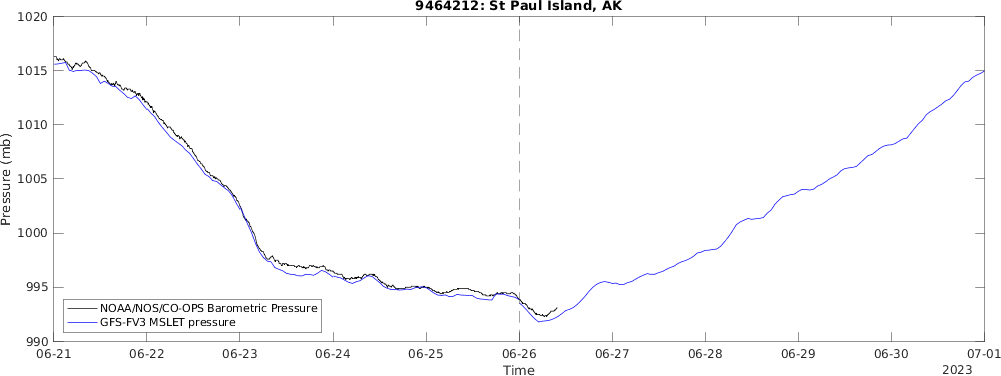 9464212: St Paul Island, AK
Pressure (mb)
1020
1015
1010
1005
1000
995
990
NOAA/NOS/CO-OPS Barometric Pressure
GFS-FV3 MSLET pressure
06-21 06-22 06-23 06-24 06-25 06-26 06-27 06-28 06-29 06-30 07-01
Time
2023